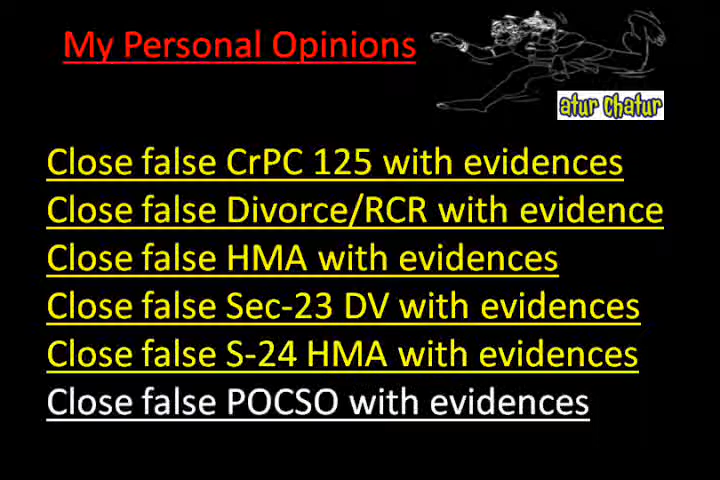 My Personal Opinions
atur Chatur
Close false CrPC 125 with evidences
Close false Divorce/RCR with evidence
Close false HMA with evidences
Close false Sec-23 DV with evidences
Close false S-24 HMA with evidences
Close false POCSO with evidences